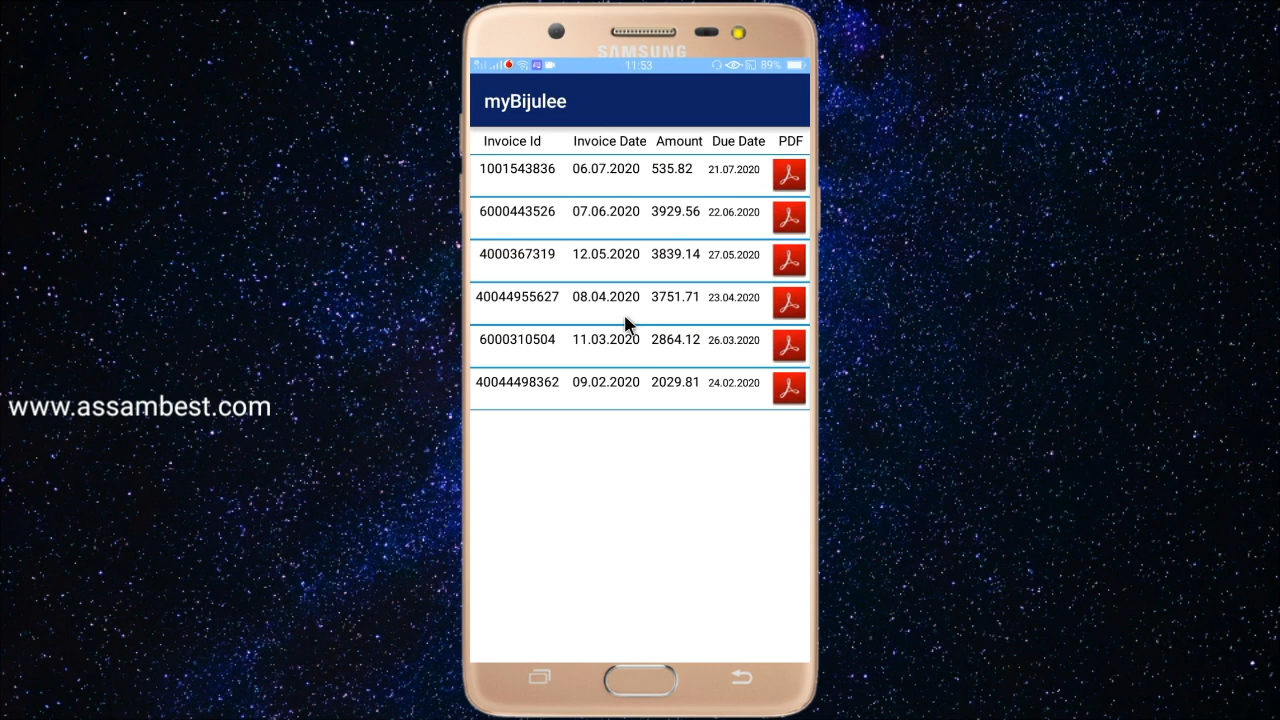 SAMSUNG
11:53 89%
myBijulee
Invoice Id Invoice Date Amount Due Date PDF
1001543836 06.07.2020 535.82 21.07.2020
6000443526 07.06.2020 3929.56 22.06.2020
4000367319 12.05.2020 3839.14 27.05.2020
40044955627 08.04.2020 3751.71 23.04.2020
6000310504 11.03.2020 2864.12 26.03.2020
40044498362 09.02.2020 2029.81 24.02.2020
www.assambest.com